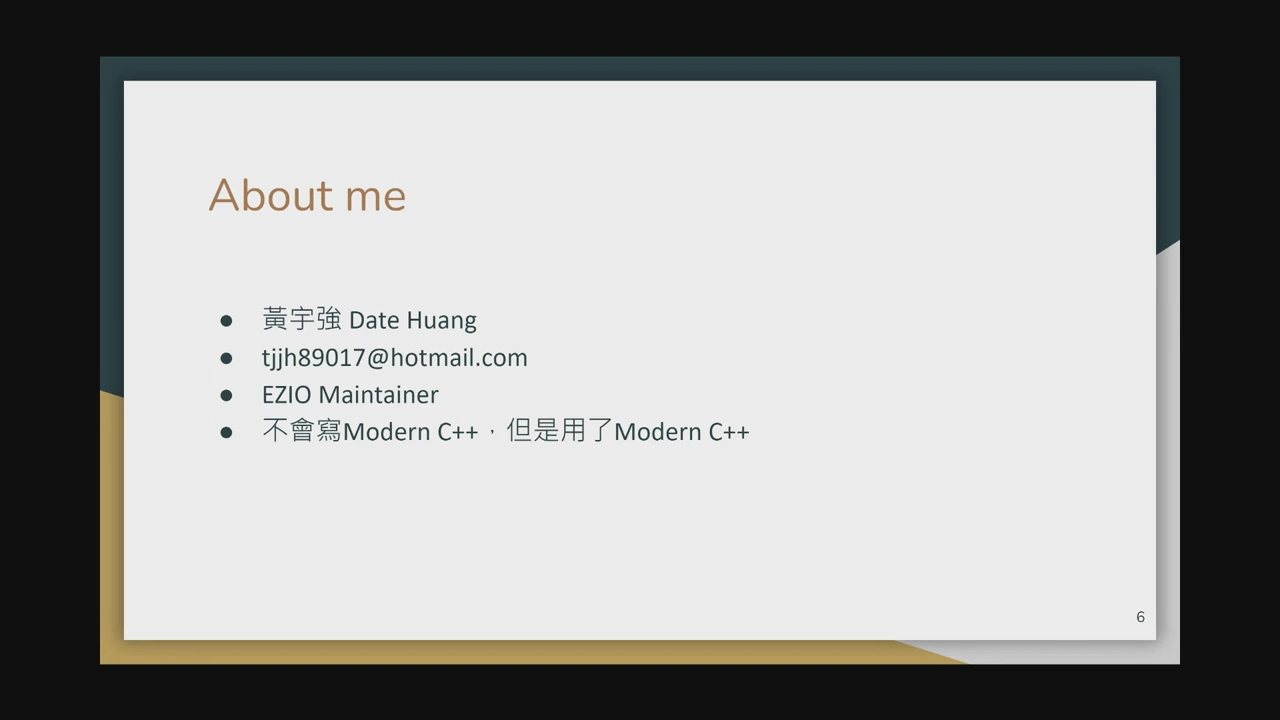 About me
● 黃宇強 Date Huang
● tjjh89017@hotmail.com
● EZIO Maintainer
● 不會寫Modern C++，但是用了Modern C++
6